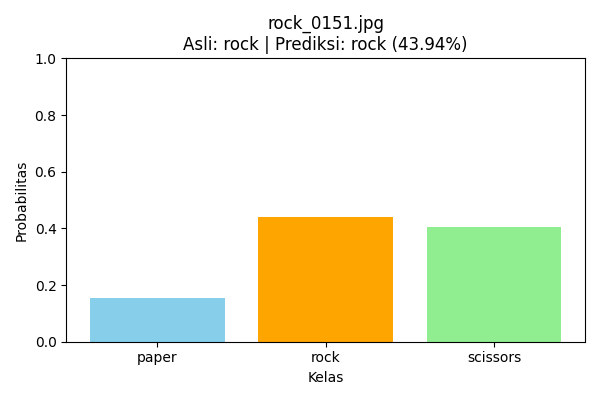 rock_0151.jpg
Asli: rock | Prediksi: rock (43.94%)
1.0
0.8
0.6
0.4
0.2
0.0
Probabilitas
paper
rock
scissors
Kelas